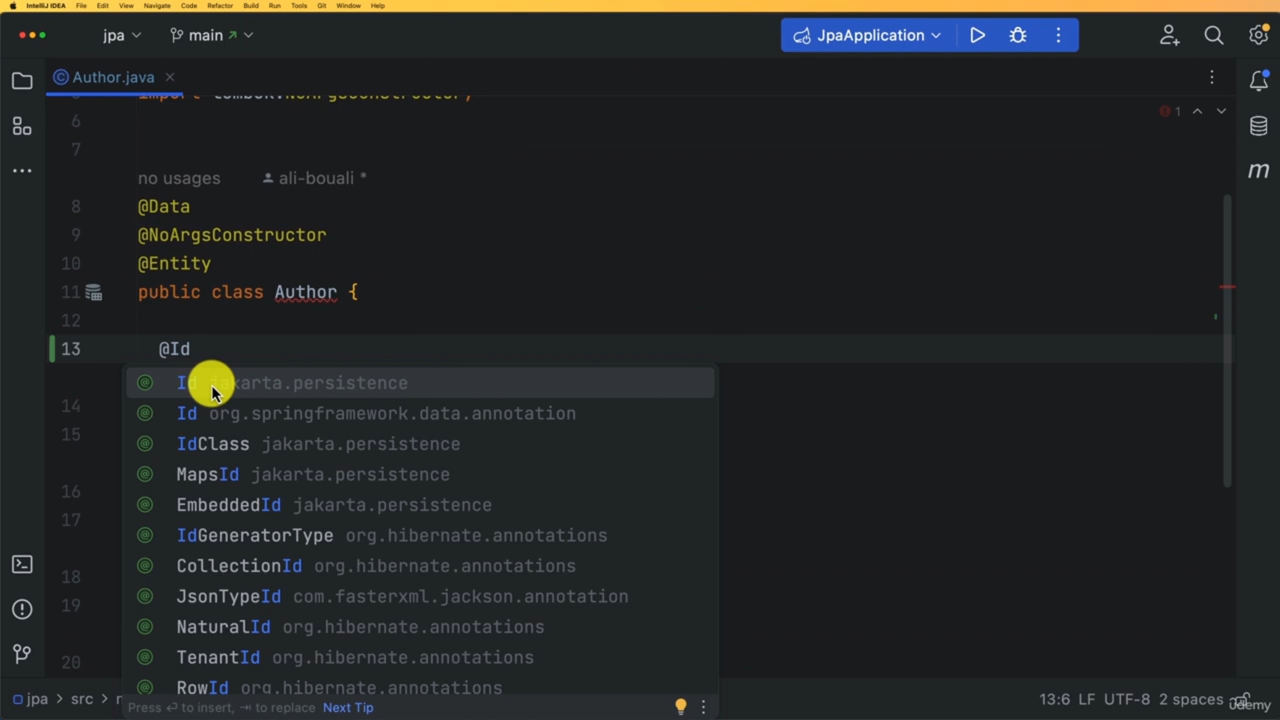 IntelliJ IDEA File Edit View Navigate Code Refactor Build Run Tools Git Window Help
jpa main JpaApplication
Author.java
6 1
7
no usages ali-bouali *
8 @Data
9 @NoArgsConstructor
10 @Entity
11 public class Author {
12
13 @Id
Id jakarta.persistence
14 Id org.springframework.data.annotation
15 IdClass jakarta.persistence
MapsId jakarta.persistence
16 EmbeddedId jakarta.persistence
17 IdGeneratorType org.hibernate.annotations
18 CollectionId org.hibernate.annotations
19 JsonTypeId com.fasterxml.jackson.annotation
NaturalId org.hibernate.annotations
20 TenantId org.hibernate.annotations
RowId org.hibernate.annotations
Press ⏎ to insert, ⇥ to replace Next Tip
jpa > src > 13:6 LF UTF-8 2 spaces
udemy